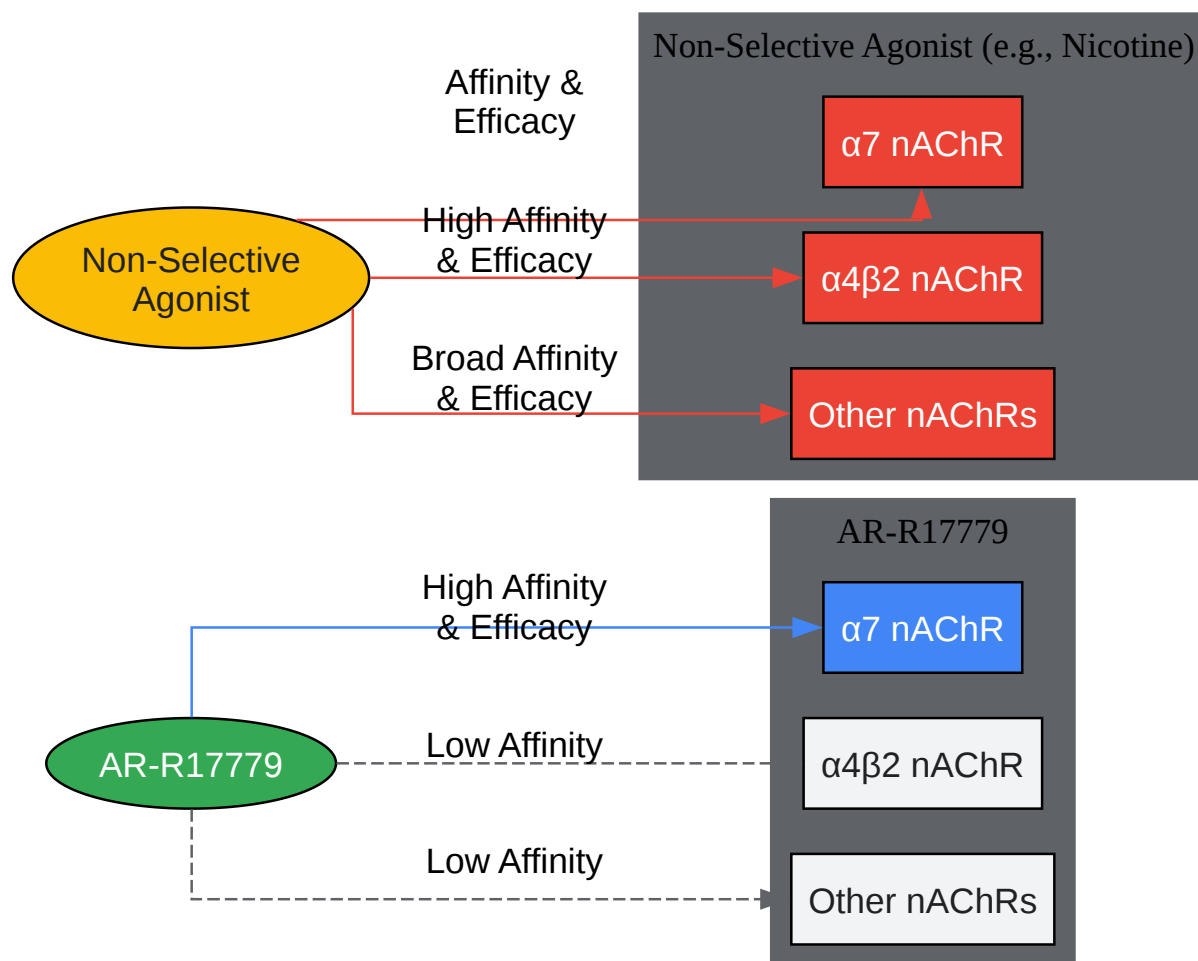 Non-Selective Agonist (e.g., Nicotine)
Affinity &
Efficacy
α7 nAChR
High Affinity
& Efficacy
Non-Selective
Agonist
α4β2 nAChR
Broad Affinity
& Efficacy
Other nAChRs
AR-R17779
High Affinity
& Efficacy
α7 nAChR
AR-R17779
Low Affinity
α4β2 nAChR
Low Affinity
Other nAChRs